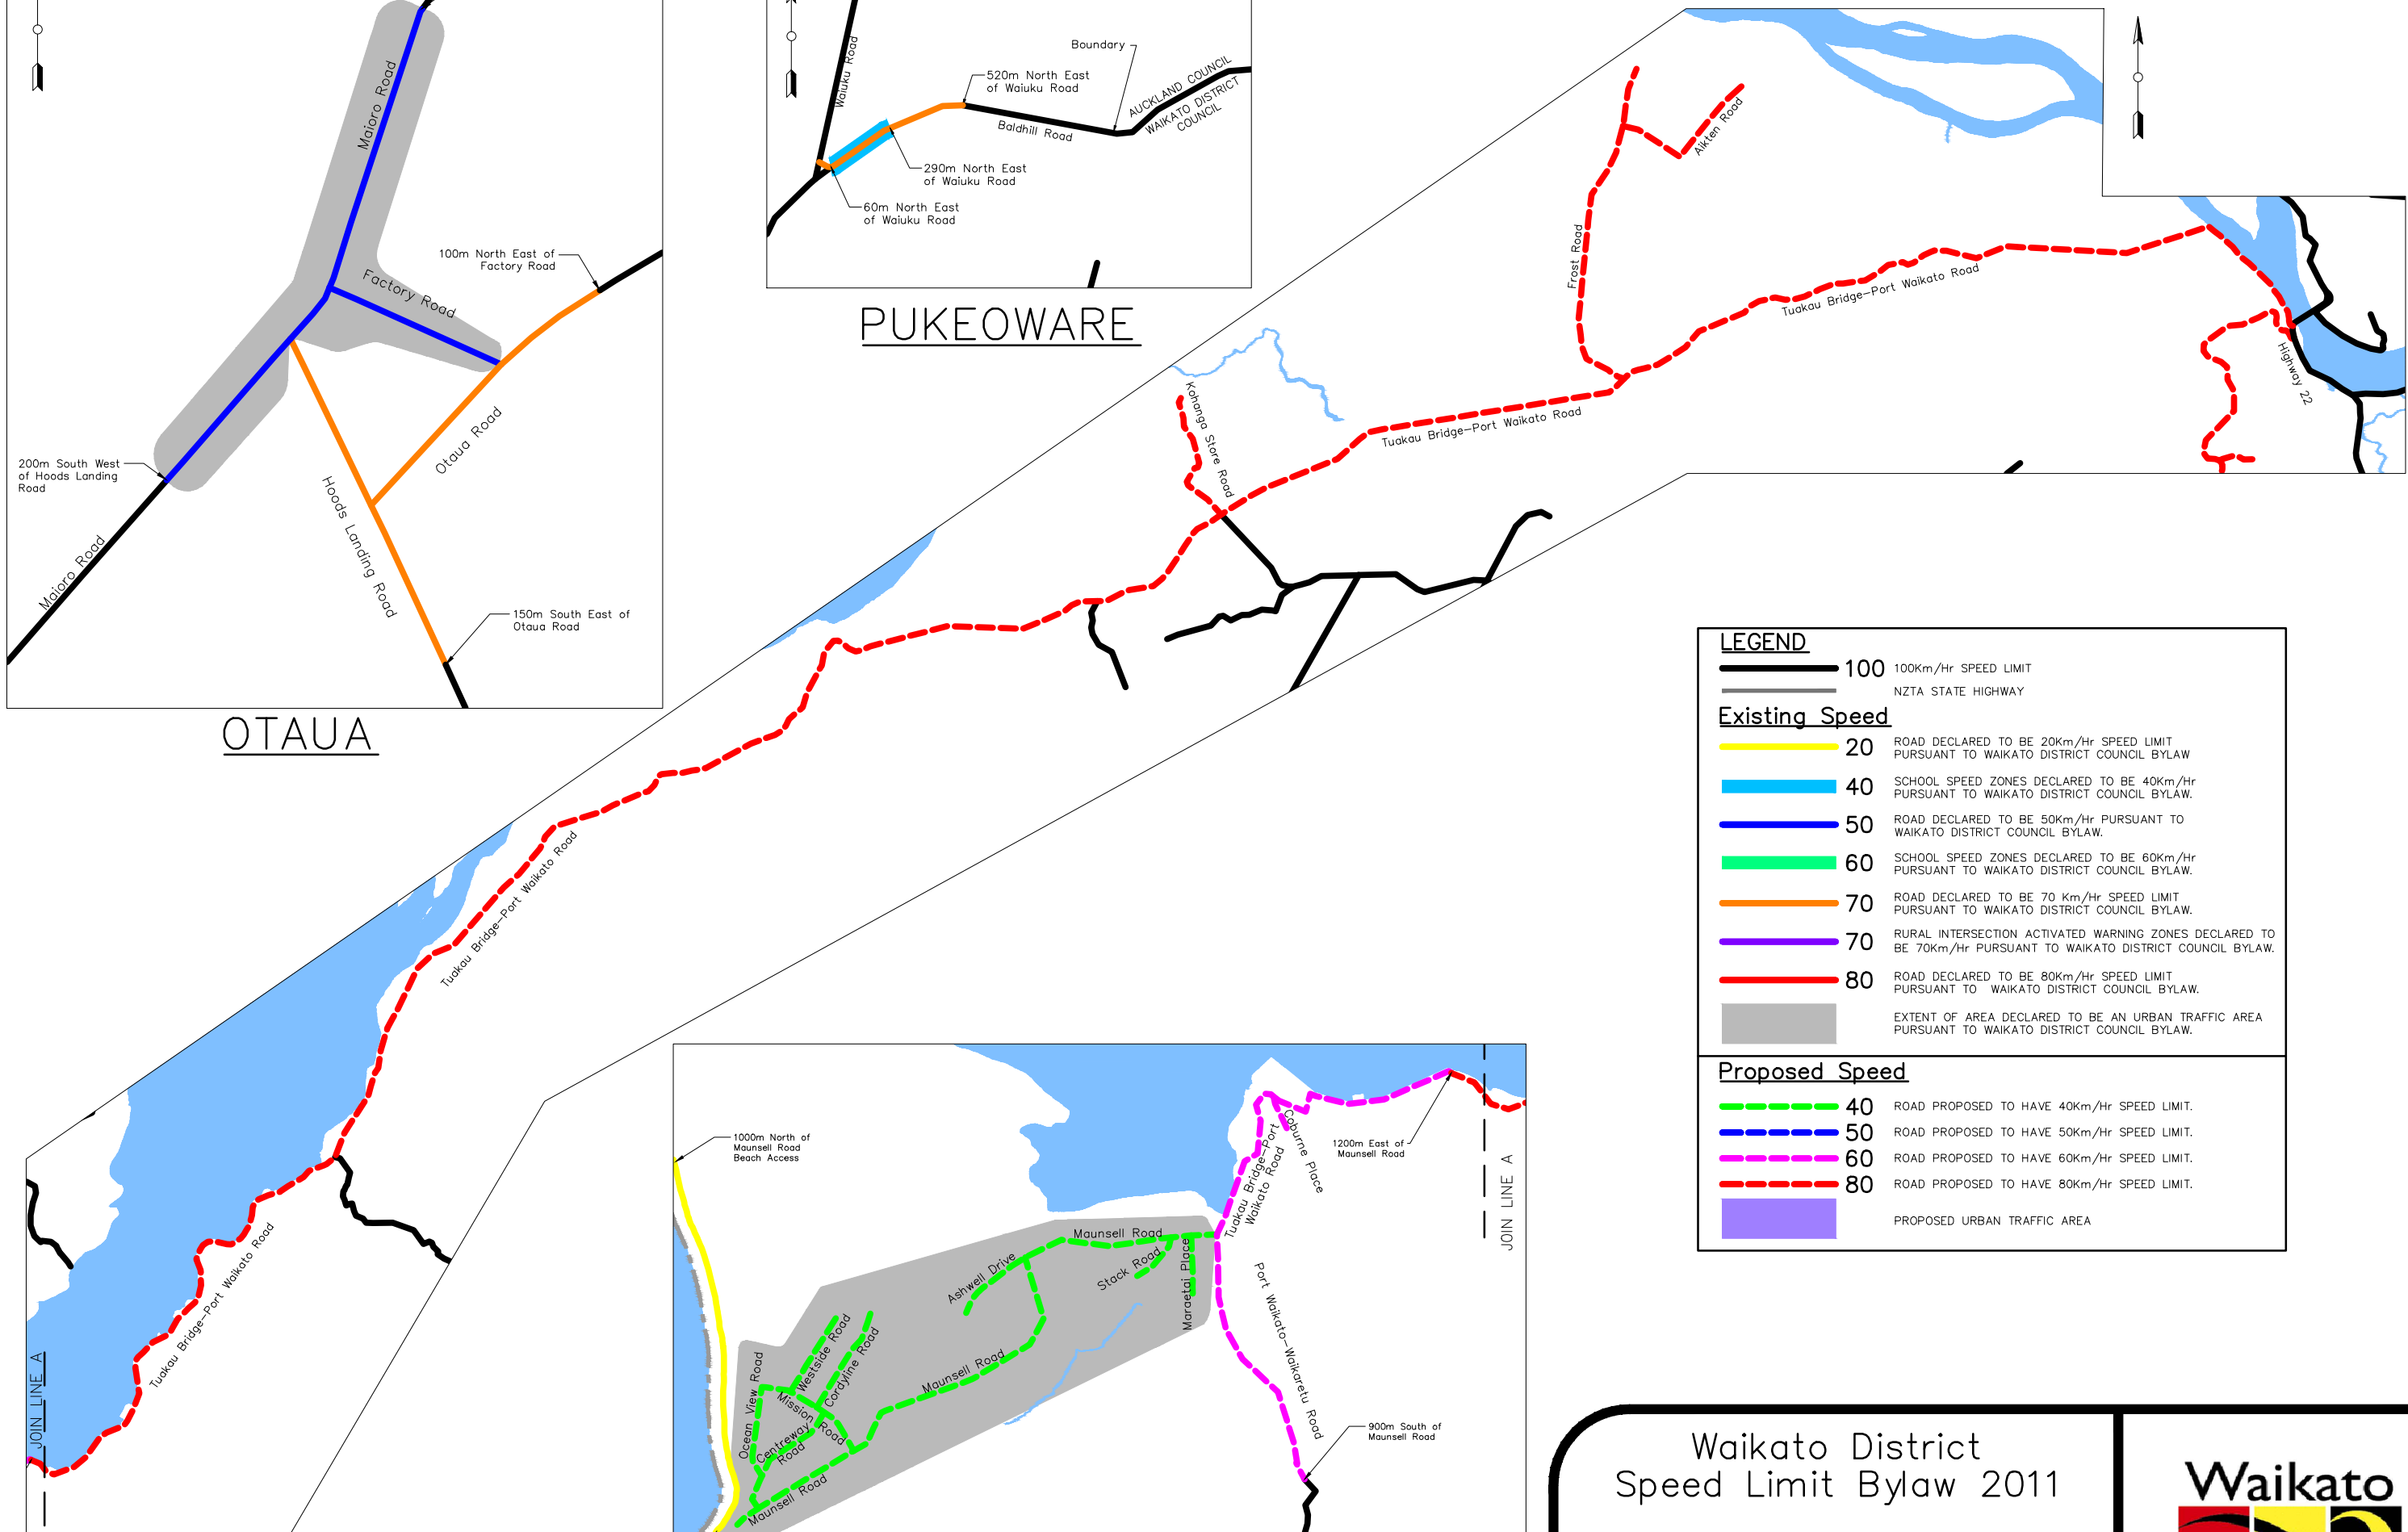 Maioro Road
Factory Road
100m North East of
Factory Road
Otaua Road
200m South West
of Hoods Landing
Road
Hoods Landing Road
Maioro Road
150m South East of
Otaua Road
OTAUA
Waiuku Road
520m North East
of Waiuku Road
Boundary
AUCKLAND COUNCIL
WAIKATO DISTRICT
COUNCIL
Baldhill Road
290m North East
of Waiuku Road
60m North East
of Waiuku Road
PUKEOWARE
Aikten Road
Frost Road
Tuakau Bridge-Port Waikato Road
Highway 22
Kohanga Store Road
Tuakau Bridge-Port Waikato Road
Tuakau Bridge-Port Waikato Road
Tuakau Bridge-Port Waikato Road
JOIN LINE A
LEGEND
100 100Km/Hr SPEED LIMIT
NZTA STATE HIGHWAY
Existing Speed
20 ROAD DECLARED TO BE 20Km/Hr SPEED LIMIT
PURSUANT TO WAIKATO DISTRICT COUNCIL BYLAW
40 SCHOOL SPEED ZONES DECLARED TO BE 40Km/Hr
PURSUANT TO WAIKATO DISTRICT COUNCIL BYLAW.
50 ROAD DECLARED TO BE 50Km/Hr PURSUANT TO
WAIKATO DISTRICT COUNCIL BYLAW.
60 SCHOOL SPEED ZONES DECLARED TO BE 60Km/Hr
PURSUANT TO WAIKATO DISTRICT COUNCIL BYLAW.
70 ROAD DECLARED TO BE 70 Km/Hr SPEED LIMIT
PURSUANT TO WAIKATO DISTRICT COUNCIL BYLAW.
70 RURAL INTERSECTION ACTIVATED WARNING ZONES DECLARED TO
BE 70Km/Hr PURSUANT TO WAIKATO DISTRICT COUNCIL BYLAW.
80 ROAD DECLARED TO BE 80Km/Hr SPEED LIMIT
PURSUANT TO WAIKATO DISTRICT COUNCIL BYLAW.
EXTENT OF AREA DECLARED TO BE AN URBAN TRAFFIC AREA
PURSUANT TO WAIKATO DISTRICT COUNCIL BYLAW.
Proposed Speed
40 ROAD PROPOSED TO HAVE 40Km/Hr SPEED LIMIT.
50 ROAD PROPOSED TO HAVE 50Km/Hr SPEED LIMIT.
60 ROAD PROPOSED TO HAVE 60Km/Hr SPEED LIMIT.
80 ROAD PROPOSED TO HAVE 80Km/Hr SPEED LIMIT.
PROPOSED URBAN TRAFFIC AREA
1000m North of
Maunsell Road
Beach Access
Coburne Place
1200m East of
Maunsell Road
JOIN LINE A
Tuakau Bridge-Port
Waikato Road
Maunsell Road
Ashwell Drive
Stack Road
Maraetai Place
Port Waikato-Waikaretu Road
Westside Road
Cordyline Road
Ocean View Road
Mission Road
Maunsell Road
Centreway
Road
Maunsell Road
900m South of
Maunsell Road
Waikato District
Speed Limit Bylaw 2011
Waikato